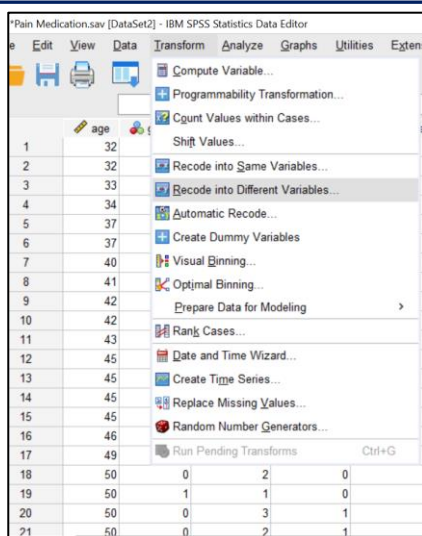 *Pain Medication.sav [DataSet2] - IBM SPSS Statistics Data Editor
e Edit View Data Transform Analyze Graphs Utilities Exten
Compute Variable...
Programmability Transformation...
Count Values within Cases...
Shift Values...
Recode into Same Variables...
Recode into Different Variables...
Automatic Recode...
Create Dummy Variables
Visual Binning...
Optimal Binning...
Prepare Data for Modeling >
Rank Cases...
Date and Time Wizard...
Create Time Series...
Replace Missing Values...
Random Number Generators...
Run Pending Transforms Ctrl+G
age g
1 32
2 32
3 33
4 34
5 37
6 37
7 40
8 41
9 42
10 42
11 43
12 45
13 45
14 45
15 45
16 46
17 49
18 50 0 2 0
19 50 1 1 0
20 50 0 3 1
21 50 0 2 1